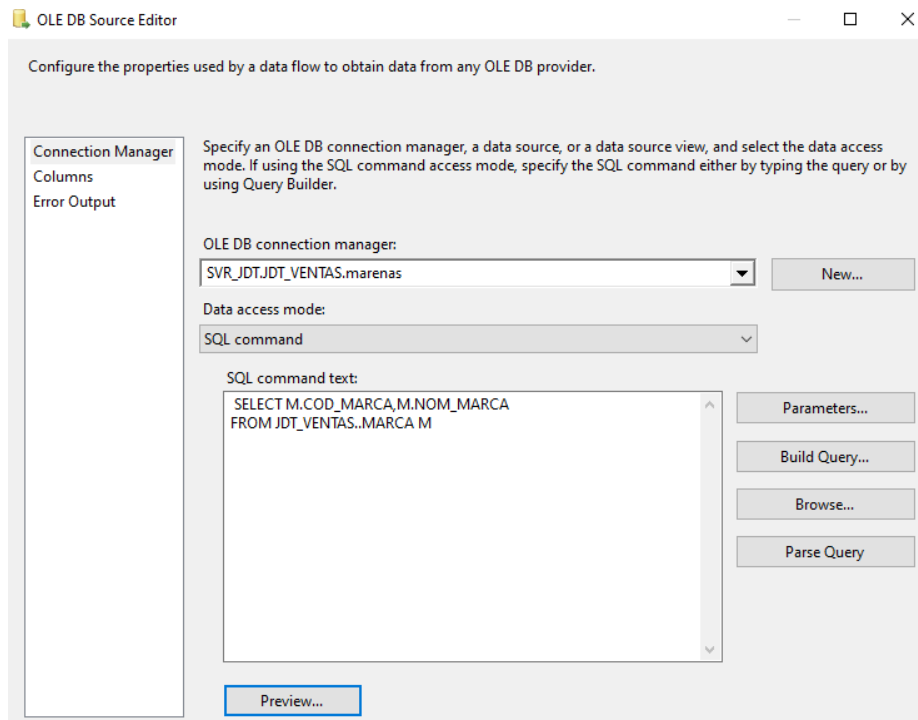 OLE DB Source Editor
Configure the properties used by a data flow to obtain data from any OLE DB provider.
Connection Manager
Columns
Error Output
Specify an OLE DB connection manager, a data source, or a data source view, and select the data access
mode. If using the SQL command access mode, specify the SQL command either by typing the query or by
using Query Builder.
OLE DB connection manager:
SVR_JDT.JDT_VENTAS.marenas
New...
Data access mode:
SQL command
SQL command text:
SELECT M.COD_MARCA,M.NOM_MARCA
FROM JDT_VENTAS..MARCA M
Parameters...
Build Query...
Browse...
Parse Query
Preview...